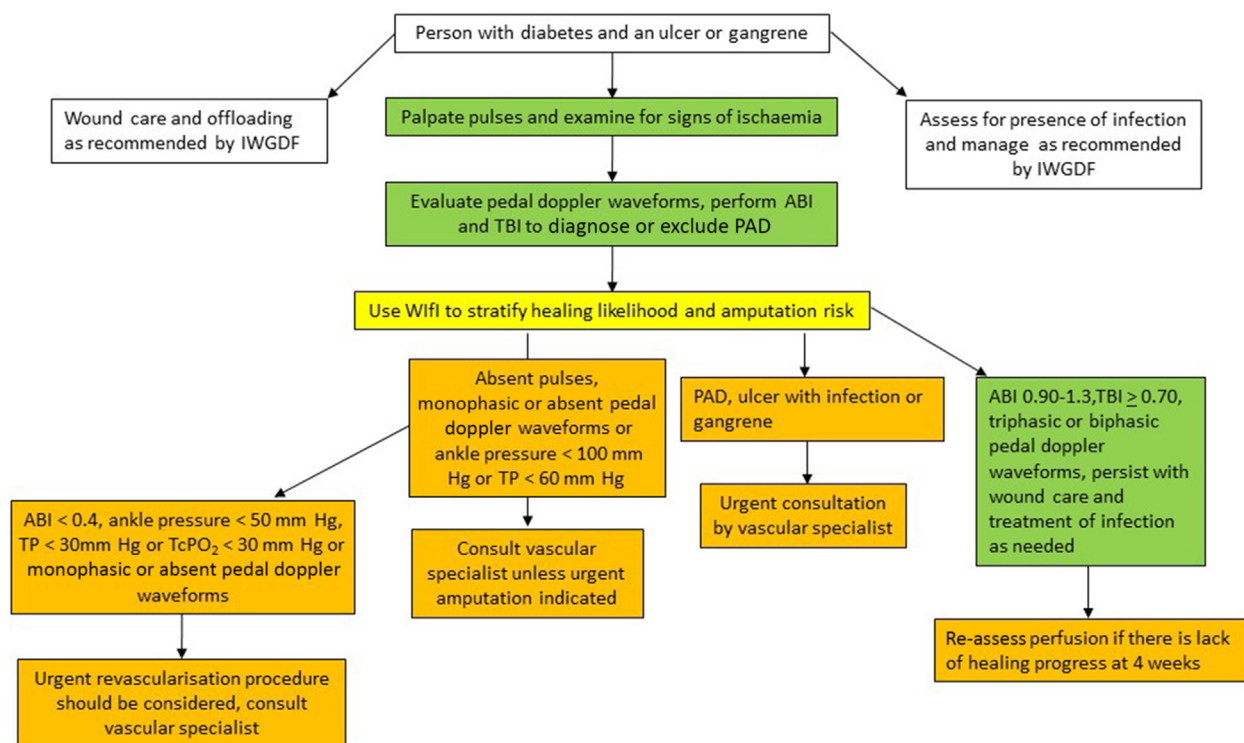 Person with diabetes and an ulcer or gangrene
Wound care and offloading
as recommended by IWGDF
Palpate pulses and examine for signs of ischaemia
Assess for presence of infection
and manage as recommended
by IWGDF
Evaluate pedal doppler waveforms, perform ABI
and TBI to diagnose or exclude PAD
Use WIfI to stratify healing likelihood and amputation risk
Absent pulses,
monophasic or absent pedal
doppler waveforms or
ankle pressure < 100 mm
Hg or TP < 60 mm Hg
PAD, ulcer with infection or
gangrene
ABI 0.90-1.3,TBI ≥ 0.70,
triphasic or biphasic
pedal doppler
waveforms, persist with
wound care and
treatment of infection
as needed
ABI < 0.4, ankle pressure < 50 mm Hg,
TP < 30mm Hg or TcPO₂ < 30 mm Hg or
monophasic or absent pedal doppler
waveforms
Consult vascular
specialist unless urgent
amputation indicated
Urgent consultation
by vascular specialist
Re-assess perfusion if there is lack
of healing progress at 4 weeks
Urgent revascularisation procedure
should be considered, consult
vascular specialist